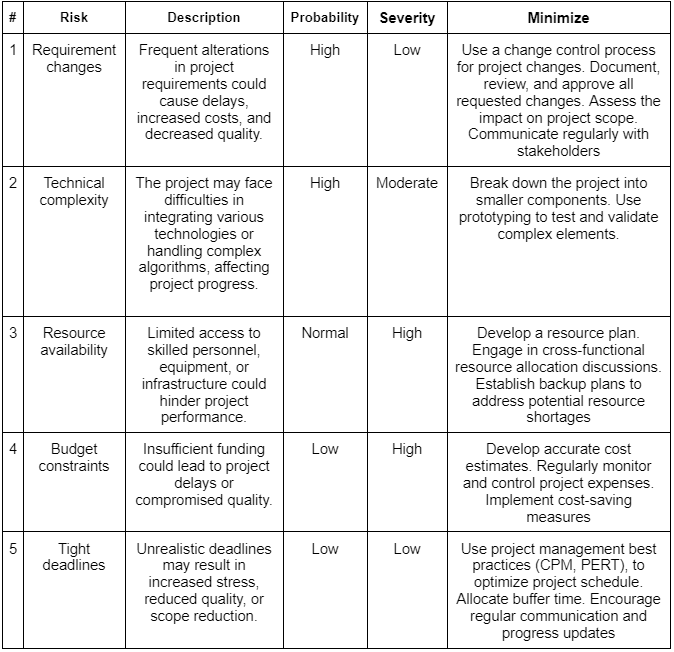 # Risk Description Probability Severity Minimize
1 Requirement changes
Frequent alterations
in project
requirements could
cause delays,
increased costs, and
decreased quality.
High
Low
Use a change control process
for project changes. Document,
review, and approve all
requested changes. Assess the
impact on project scope.
Communicate regularly with
stakeholders
2 Technical complexity
The project may face
difficulties in
integrating various
technologies or
handling complex
algorithms, affecting
project progress.
High
Moderate
Break down the project into
smaller components. Use
prototyping to test and validate
complex elements.
3 Resource availability
Limited access to
skilled personnel,
equipment, or
infrastructure could
hinder project
performance.
Normal
High
Develop a resource plan.
Engage in cross-functional
resource allocation discussions.
Establish backup plans to
address potential resource
shortages
4 Budget constraints
Insufficient funding
could lead to project
delays or
compromised quality.
Low
High
Develop accurate cost
estimates. Regularly monitor
and control project expenses.
Implement cost-saving
measures
5 Tight deadlines
Unrealistic deadlines
may result in
increased stress,
reduced quality, or
scope reduction.
Low
Low
Use project management best
practices (CPM, PERT), to
optimize project schedule.
Allocate buffer time. Encourage
regular communication and
progress updates